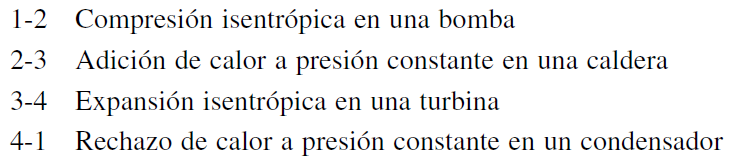 1-2 Compresión isentrópica en una bomba
2-3 Adición de calor a presión constante en una caldera
3-4 Expansión isentrópica en una turbina
4-1 Rechazo de calor a presión constante en un condensador